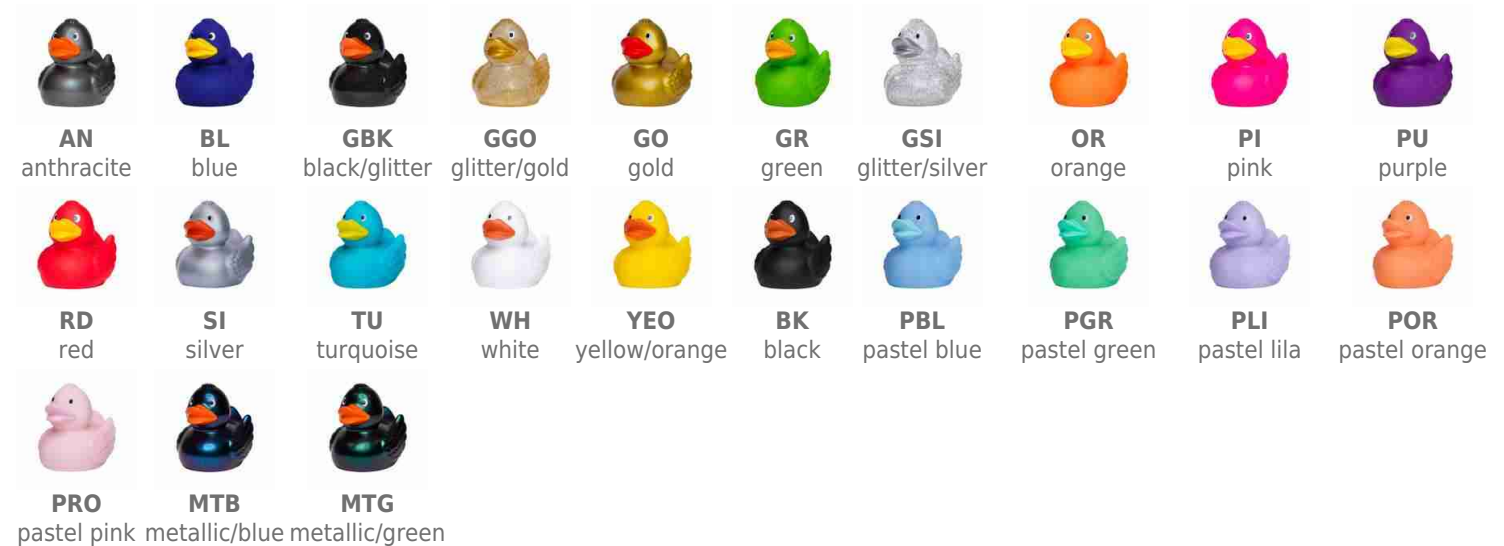 AN BL GBK GGO GO GR GSI OR PI PU
anthracite blue black/glitter glitter/gold gold green glitter/silver orange pink purple
RD SI TU WH YEO BK PBL PGR PLI POR
red silver turquoise white yellow/orange black pastel blue pastel green pastel lila pastel orange
PRO MTB MTG
pastel pink metallic/blue metallic/green